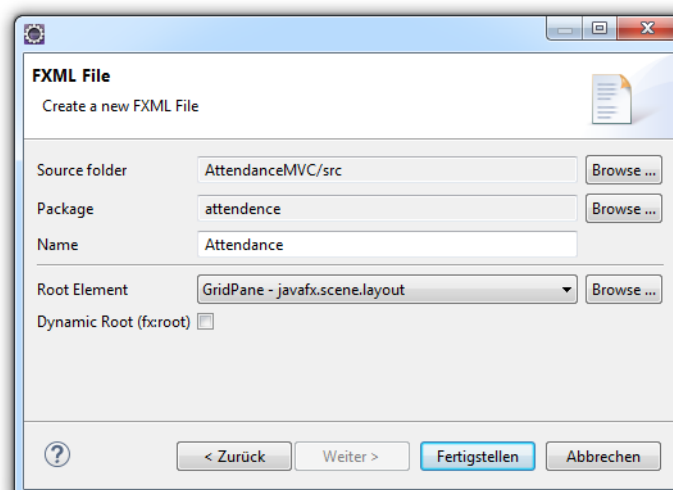 FXML File
Create a new FXML File
Source folder AttendanceMVC/src Browse ...
Package attendence Browse ...
Name Attendance
Root Element GridPane - javafx.scene.layout Browse ...
Dynamic Root (fx:root)
? < Zurück Weiter > Fertigstellen Abbrechen